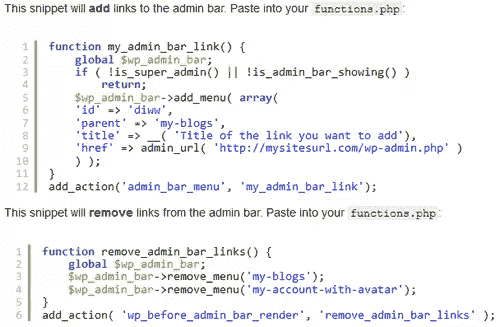 This snippet will add links to the admin bar. Paste into your functions.php:
1 function my_admin_bar_link() {
2 global $wp_admin_bar;
3 if ( !is_super_admin() || !is_admin_bar_showing() )
4 return;
5 $wp_admin_bar->add_menu( array(
6 'id' => 'diww',
7 'parent' => 'my-blogs',
8 'title' => __( 'Title of the link you want to add'),
9 'href' => admin_url( 'http://mysitesurl.com/wp-admin.php' )
10 ) );
11 }
12 add_action('admin_bar_menu', 'my_admin_bar_link');
This snippet will remove links from the admin bar. Paste into your functions.php:
1 function remove_admin_bar_links() {
2 global $wp_admin_bar;
3 $wp_admin_bar->remove_menu('my-blogs');
4 $wp_admin_bar->remove_menu('my-account-with-avatar');
5 }
6 add_action( 'wp_before_admin_bar_render', 'remove_admin_bar_links' );